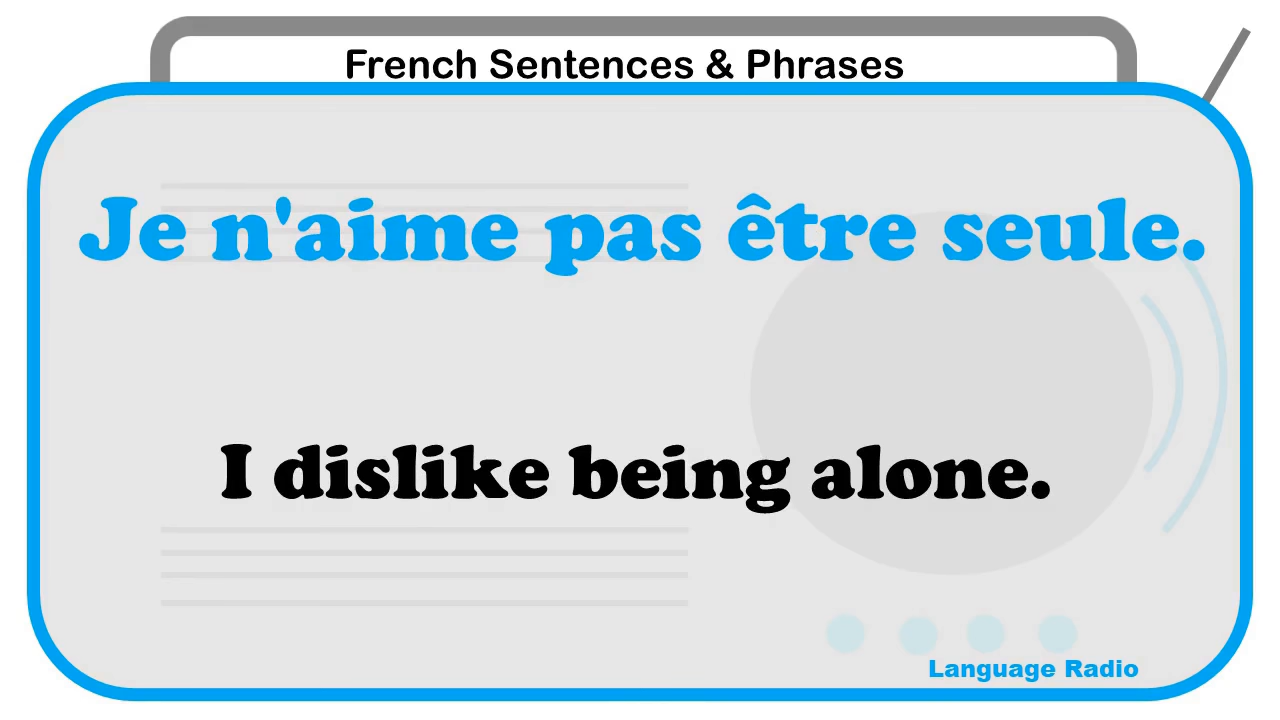 French Sentences & Phrases
Je n'aime pas être seule.
I dislike being alone.
Language Radio